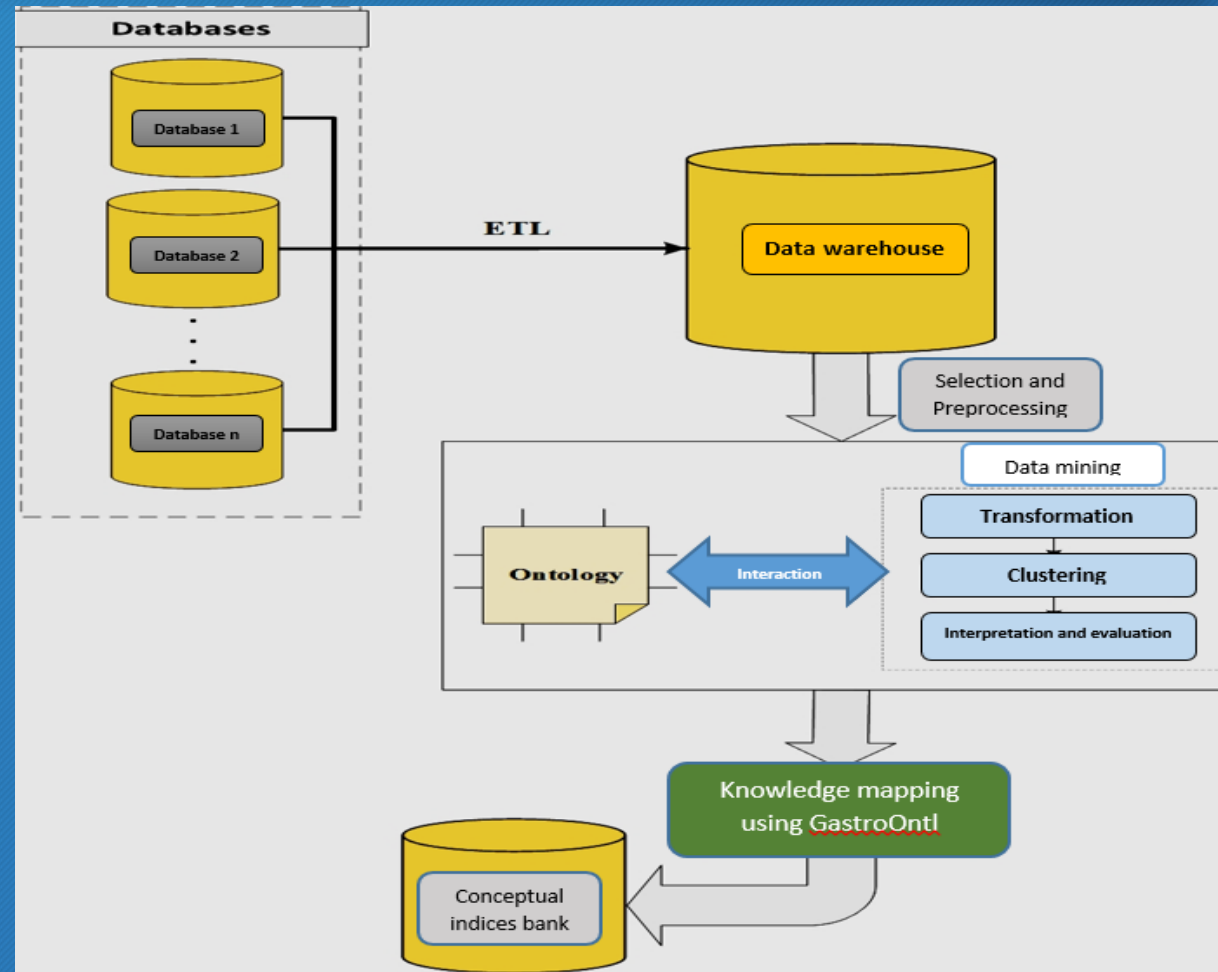 Databases
Database 1
Database 2
Database n
ETL
Data warehouse
Selection and
Preprocessing
Data mining
Transformation
Clustering
Interpretation and evaluation
Ontology
Interaction
Knowledge mapping
using GastroOntl
Conceptual
indices bank